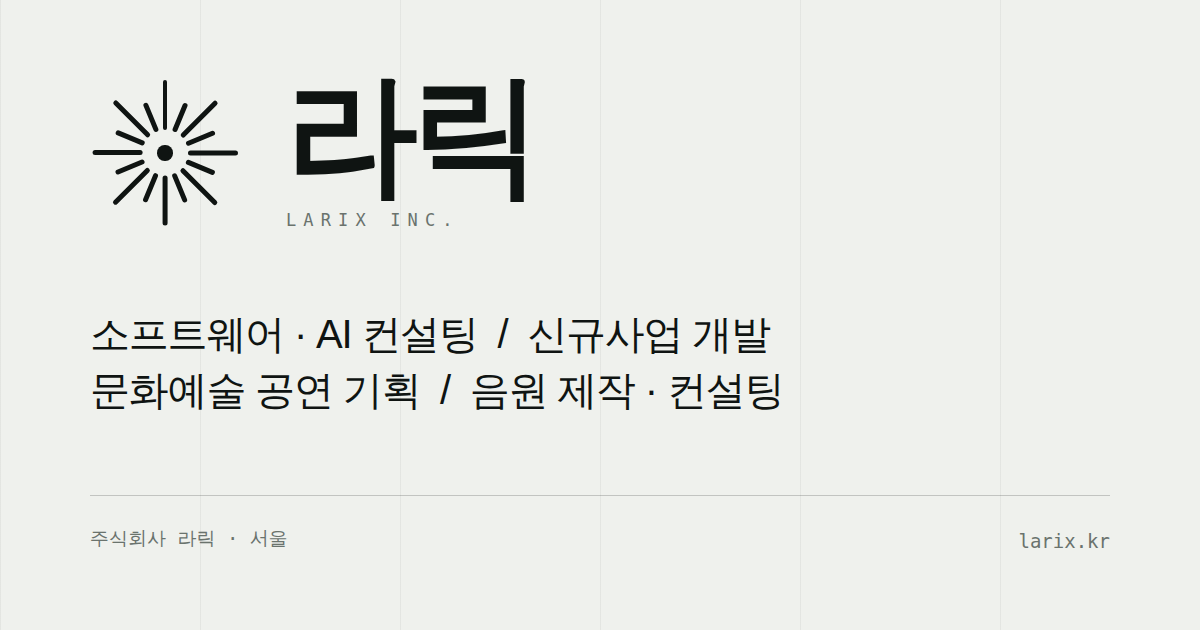 라릭
LARIX INC.
소프트웨어 · AI 컨설팅 / 신규사업 개발
문화예술 공연 기획 / 음원 제작 · 컨설팅
주식회사 라릭 · 서울
larix.kr